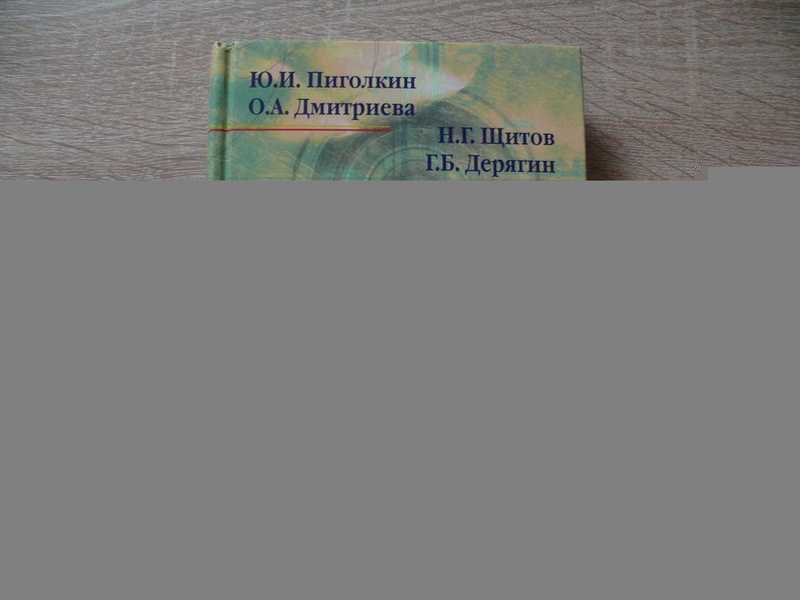 Ю.И. Пиголкин
О.А. Дмитриева
Н.Г. Щитов
Г.Б. Дерягин